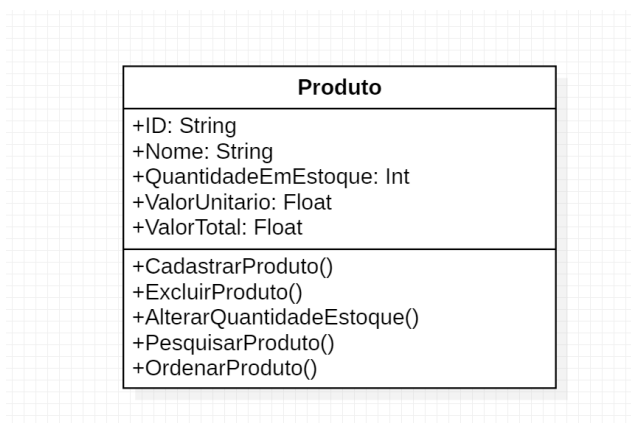 Produto
+ID: String
+Nome: String
+QuantidadeEmEstoque: Int
+ValorUnitario: Float
+ValorTotal: Float
+CadastrarProduto()
+ExcluirProduto()
+AlterarQuantidadeEstoque()
+PesquisarProduto()
+OrdenarProduto()